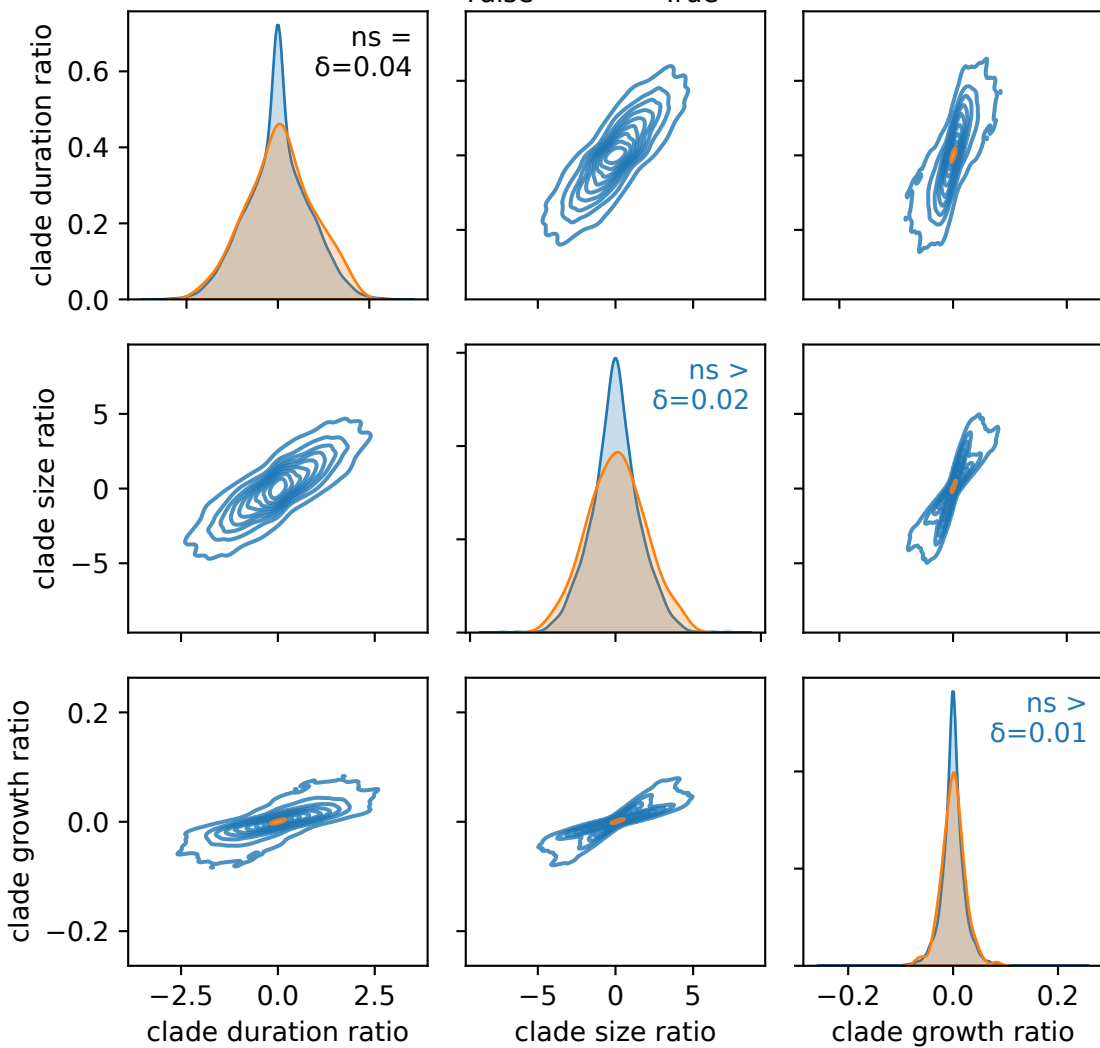 clade duration ratio
0.6
0.4
0.2
0.0
ns =
δ=0.04
clade size ratio
5
0
−5
ns >
δ=0.02
clade growth ratio
0.2
0.0
−0.2
ns >
δ=0.01
−2.5 0.0 2.5
−5 0 5
−0.2 0.0 0.2
clade duration ratio
clade size ratio
clade growth ratio